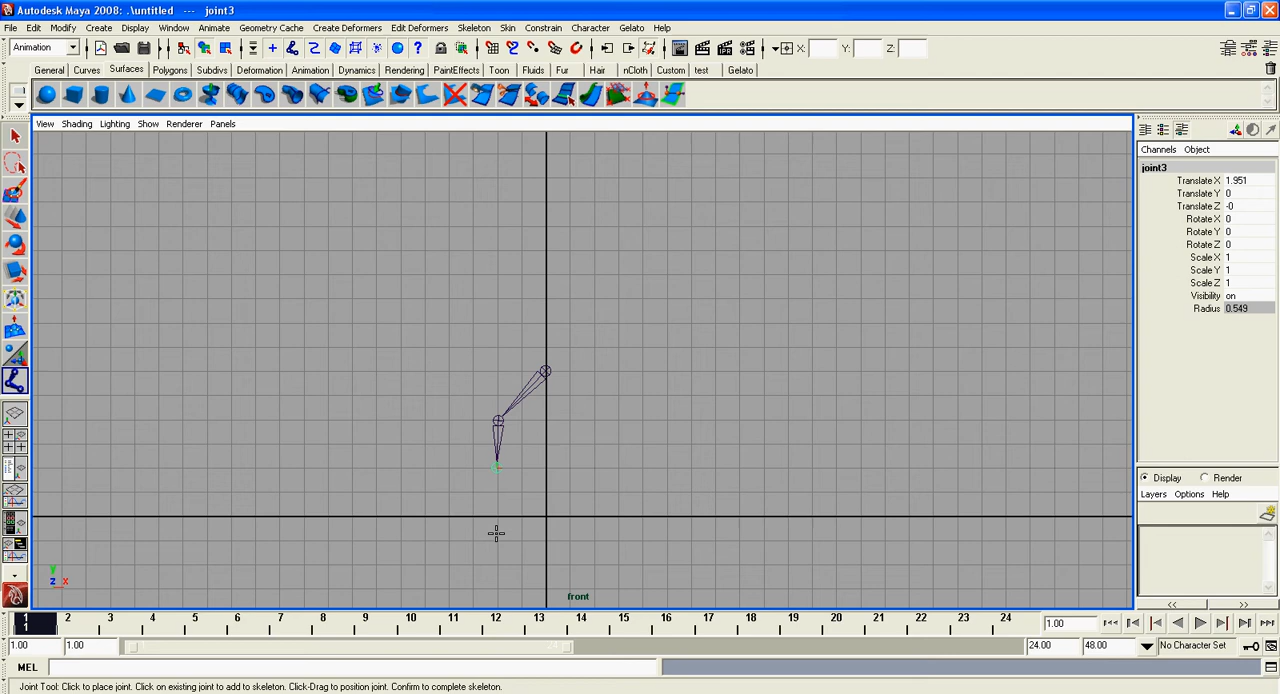 Autodesk Maya 2008: .\untitled --- joint3
File Edit Modify Create Display Window Animate Geometry Cache Create Deformers Edit Deformers Skeleton Skin Constrain Character Gelato Help
Animation X: Y: Z:
General Curves Surfaces Polygons Subdivs Deformation Animation Dynamics Rendering PaintEffects Toon Fluids Fur Hair nCloth Custom test Gelato
View Shading Lighting Show Renderer Panels
Channels Object
joint3
Translate X 1.951
Translate Y 0
Translate Z -0
Rotate X 0
Rotate Y 0
Rotate Z 0
Scale X 1
Scale Y 1
Scale Z 1
Visibility on
Radius 0.549
Display Render
Layers Options Help
y
z x
front
<< >>
1 2 3 4 5 6 7 8 9 10 11 12 13 14 15 16 17 18 19 20 21 22 23 24
1 1.00
1.00 1.00 24.00 48.00 No Character Set
MEL
Joint Tool: Click to place joint. Click on existing joint to add to skeleton. Click-Drag to position joint. Confirm to complete skeleton.